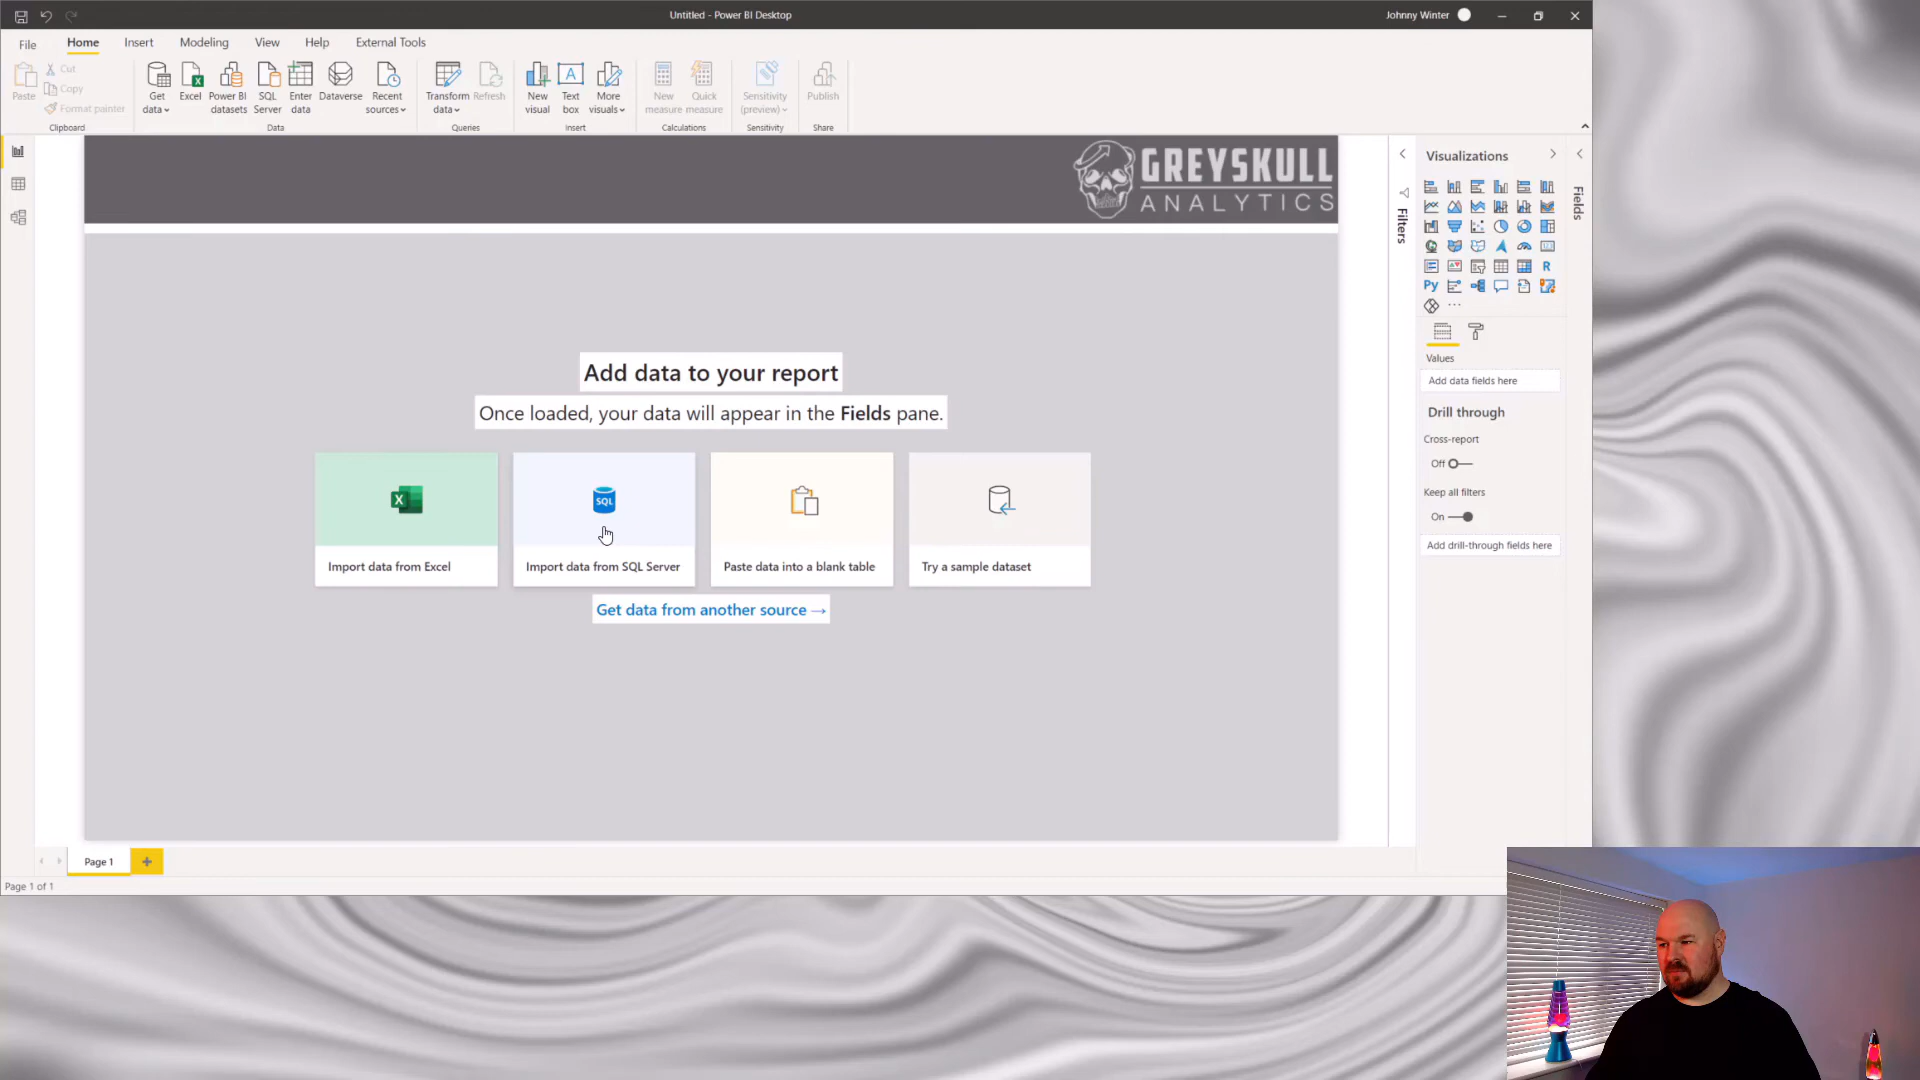 Untitled - Power BI Desktop
Johnny Winter
File
Home
Insert
Modeling
View
Help
External Tools
Paste
Cut
Copy
Format painter
Get data
Excel
Power BI datasets
SQL Server
Enter data
Dataverse
Recent sources
Transform data
Refresh
New visual
Text box
More visuals
New measure
Quick measure
Sensitivity (preview)
Publish
Clipboard
Data
Queries
Insert
Calculations
Sensitivity
Share
GREYSKULL
ANALYTICS
Add data to your report
Once loaded, your data will appear in the Fields pane.
SQL
Import data from Excel
Import data from SQL Server
Paste data into a blank table
Try a sample dataset
Get data from another source →
Filters
Visualizations
R
Py
Values
Add data fields here
Drill through
Cross-report
Off
Keep all filters
On
Add drill-through fields here
Fields
Page 1
Page 1 of 1